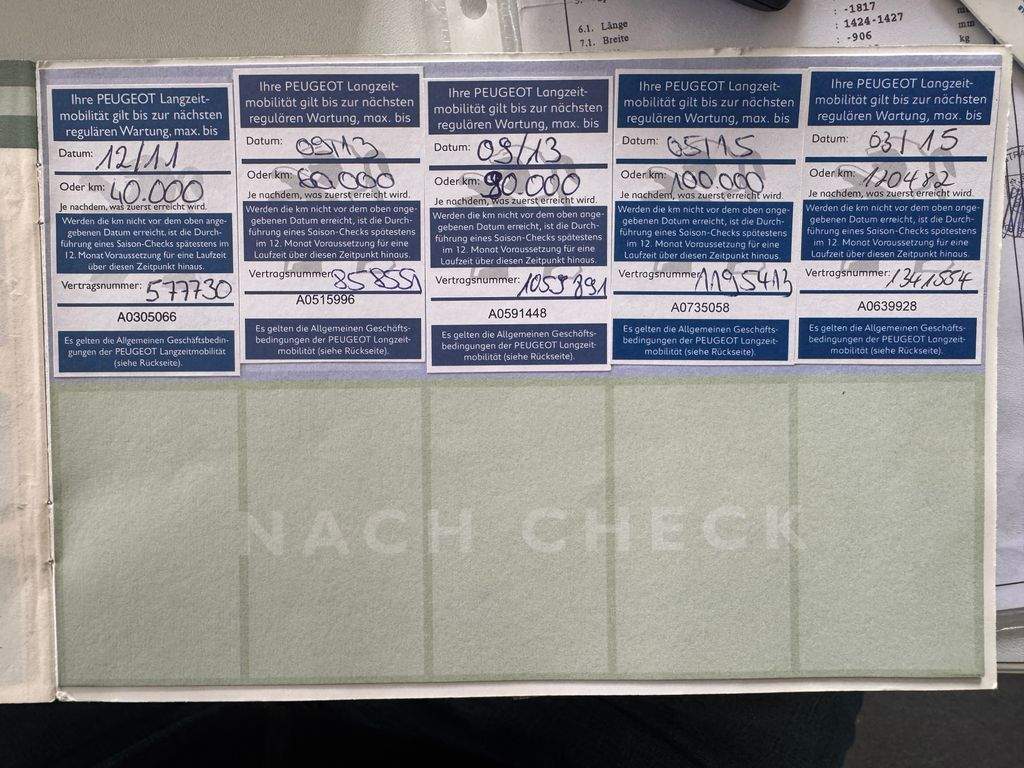 6.1. Länge
7.1. Breite
: -1817
: 1424-1427
: -906
mm
mm
kg
Ihre PEUGEOT Langzeit-
mobilität gilt bis zur nächsten
regulären Wartung, max. bis
Datum: 12/11
Oder km: 40.000
Je nachdem, was zuerst erreicht wird.
Werden die km nicht vor dem oben ange-
gebenen Datum erreicht, ist die Durch-
führung eines Saison-Checks spätestens
im 12. Monat Voraussetzung für eine
Laufzeit über diesen Zeitpunkt hinaus.
Vertragsnummer: 577730
A0305066
Es gelten die Allgemeinen Geschäftsbedin-
gungen der PEUGEOT Langzeitmobilität
(siehe Rückseite).
Ihre PEUGEOT Langzeit-
mobilität gilt bis zur nächsten
regulären Wartung, max. bis
Datum: 09/13
Oder km: 60.000
Je nachdem, was zuerst erreicht wird.
Werden die km nicht vor dem oben ange-
gebenen Datum erreicht, ist die Durch-
führung eines Saison-Checks spätestens
im 12. Monat Voraussetzung für eine Laufzeit
über diesen Zeitpunkt hinaus.
Vertragsnummer: 858559
A0515996
Es gelten die Allgemeinen Geschäfts-
bedingungen der PEUGEOT Langzeit-
mobilität (siehe Rückseite).
Ihre PEUGEOT Langzeit-
mobilität gilt bis zur nächsten
regulären Wartung, max. bis
Datum: 09/13
Oder km: 80.000
Je nachdem, was zuerst erreicht wird.
Werden die km nicht vor dem oben ange-
gebenen Datum erreicht, ist die Durch-
führung eines Saison-Checks spätestens
im 12. Monat Voraussetzung für eine
Laufzeit über diesen Zeitpunkt hinaus.
Vertragsnummer: 1059891
A0591448
Es gelten die Allgemeinen Geschäfts-
bedingungen der PEUGEOT Langzeit-
mobilität (siehe Rückseite).
Ihre PEUGEOT Langzeit-
mobilität gilt bis zur nächsten
regulären Wartung, max. bis
Datum: 05/15
Oder km: 100.000
Je nachdem, was zuerst erreicht wird.
Werden die km nicht vor dem oben ange-
gebenen Datum erreicht, ist die Durch-
führung eines Saison-Checks spätestens
im 12. Monat Voraussetzung für eine Laufzeit
über diesen Zeitpunkt hinaus.
Vertragsnummer: 1195413
A0735058
Es gelten die Allgemeinen Geschäfts-
bedingungen der PEUGEOT Langzeit-
mobilität (siehe Rückseite).
Ihre PEUGEOT Langzeit-
mobilität gilt bis zur nächsten
regulären Wartung, max. bis
Datum: 03/15
Oder km: 120482
Je nachdem, was zuerst erreicht wird.
Werden die km nicht vor dem oben ange-
gebenen Datum erreicht, ist die Durch-
führung eines Saison-Checks spätestens
im 12. Monat Voraussetzung für eine Laufzeit
über diesen Zeitpunkt hinaus.
Vertragsnummer: 1341554
A0639928
Es gelten die Allgemeinen Geschäfts-
bedingungen der PEUGEOT Langzeit-
mobilität (siehe Rückseite).
NACH CHECK